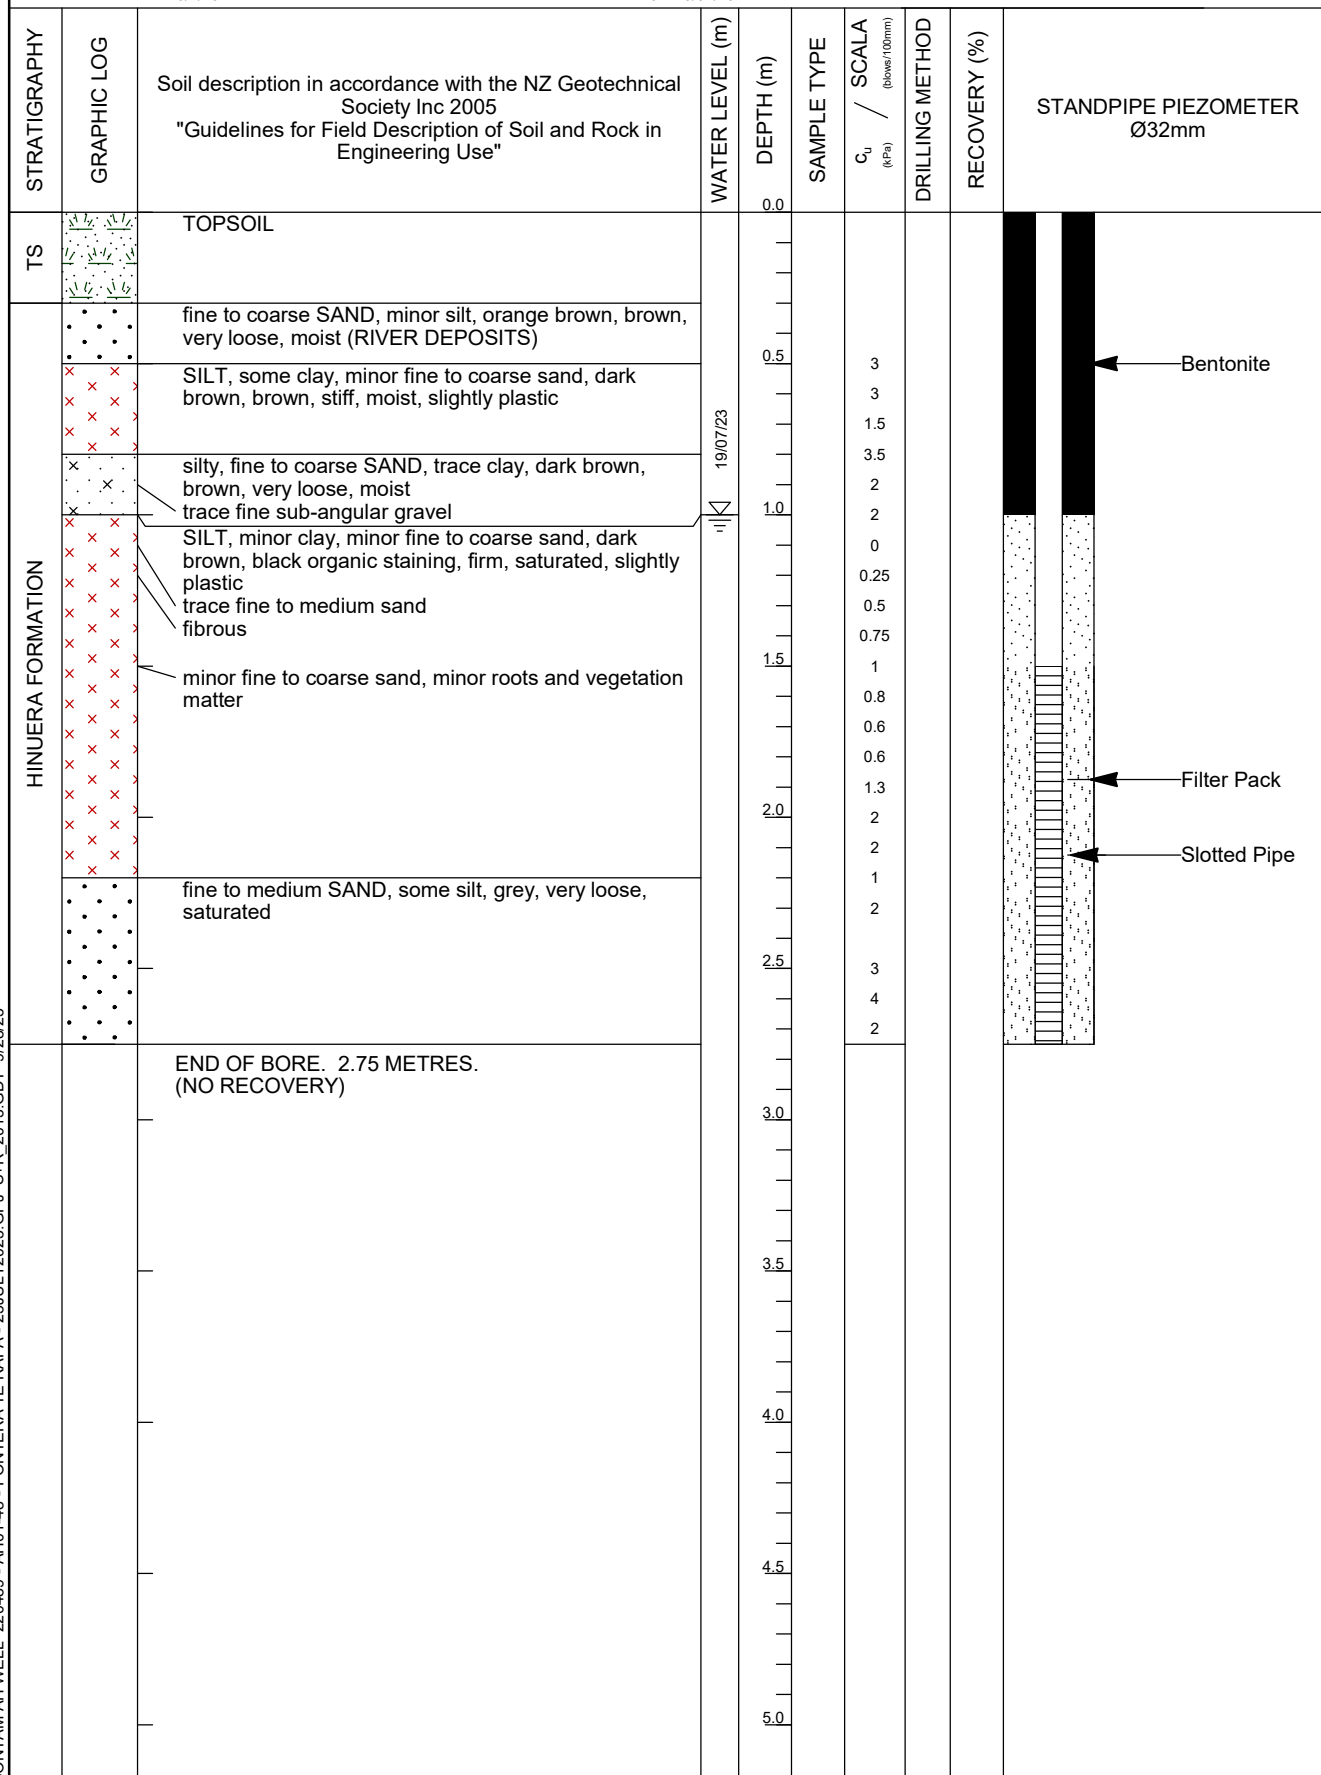 STRATIGRAPHY
GRAPHIC LOG
Soil description in accordance with the NZ Geotechnical
Society Inc 2005
"Guidelines for Field Description of Soil and Rock in
Engineering Use"
WATER LEVEL (m)
DEPTH (m)
SAMPLE TYPE
cu (kPa) / SCALA (blows/100mm)
DRILLING METHOD
RECOVERY (%)
STANDPIPE PIEZOMETER
Ø32mm
0.0
TS
TOPSOIL
HINUERA FORMATION
fine to coarse SAND, minor silt, orange brown, brown,
very loose, moist (RIVER DEPOSITS)
0.5
3
Bentonite
SILT, some clay, minor fine to coarse sand, dark
brown, brown, stiff, moist, slightly plastic
3
1.5
19/07/23
3.5
silty, fine to coarse SAND, trace clay, dark brown,
brown, very loose, moist
2
trace fine sub-angular gravel
1.0
2
SILT, minor clay, minor fine to coarse sand, dark
brown, black organic staining, firm, saturated, slightly
plastic
0
0.25
trace fine to medium sand
0.5
fibrous
0.75
1.5
1
minor fine to coarse sand, minor roots and vegetation
matter
0.8
0.6
0.6
1.3
Filter Pack
2.0
2
2
Slotted Pipe
1
fine to medium SAND, some silt, grey, very loose,
saturated
2
2.5
3
4
2
END OF BORE. 2.75 METRES.
(NO RECOVERY)
3.0
3.5
4.0
4.5
5.0